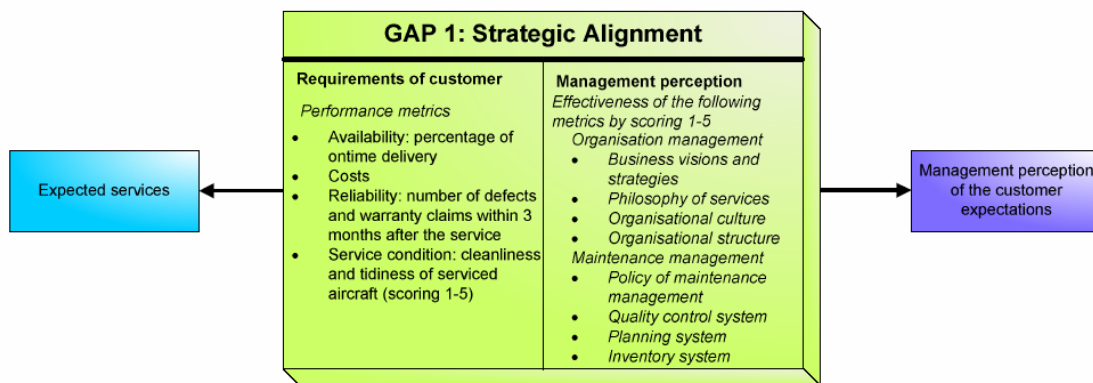 GAP 1: Strategic Alignment
Expected services
Requirements of customer
Performance metrics
• Availability: percentage of
ontime delivery
• Costs
• Reliability: number of defects
and warranty claims within 3
months after the service
• Service condition: cleanliness
and tidiness of serviced
aircraft (scoring 1-5)
Management perception
Effectiveness of the following
metrics by scoring 1-5
Organisation management
• Business visions and
strategies
• Philosophy of services
• Organisational culture
• Organisational structure
Maintenance management
• Policy of maintenance
management
• Quality control system
• Planning system
• Inventory system
Management perception
of the customer
expectations